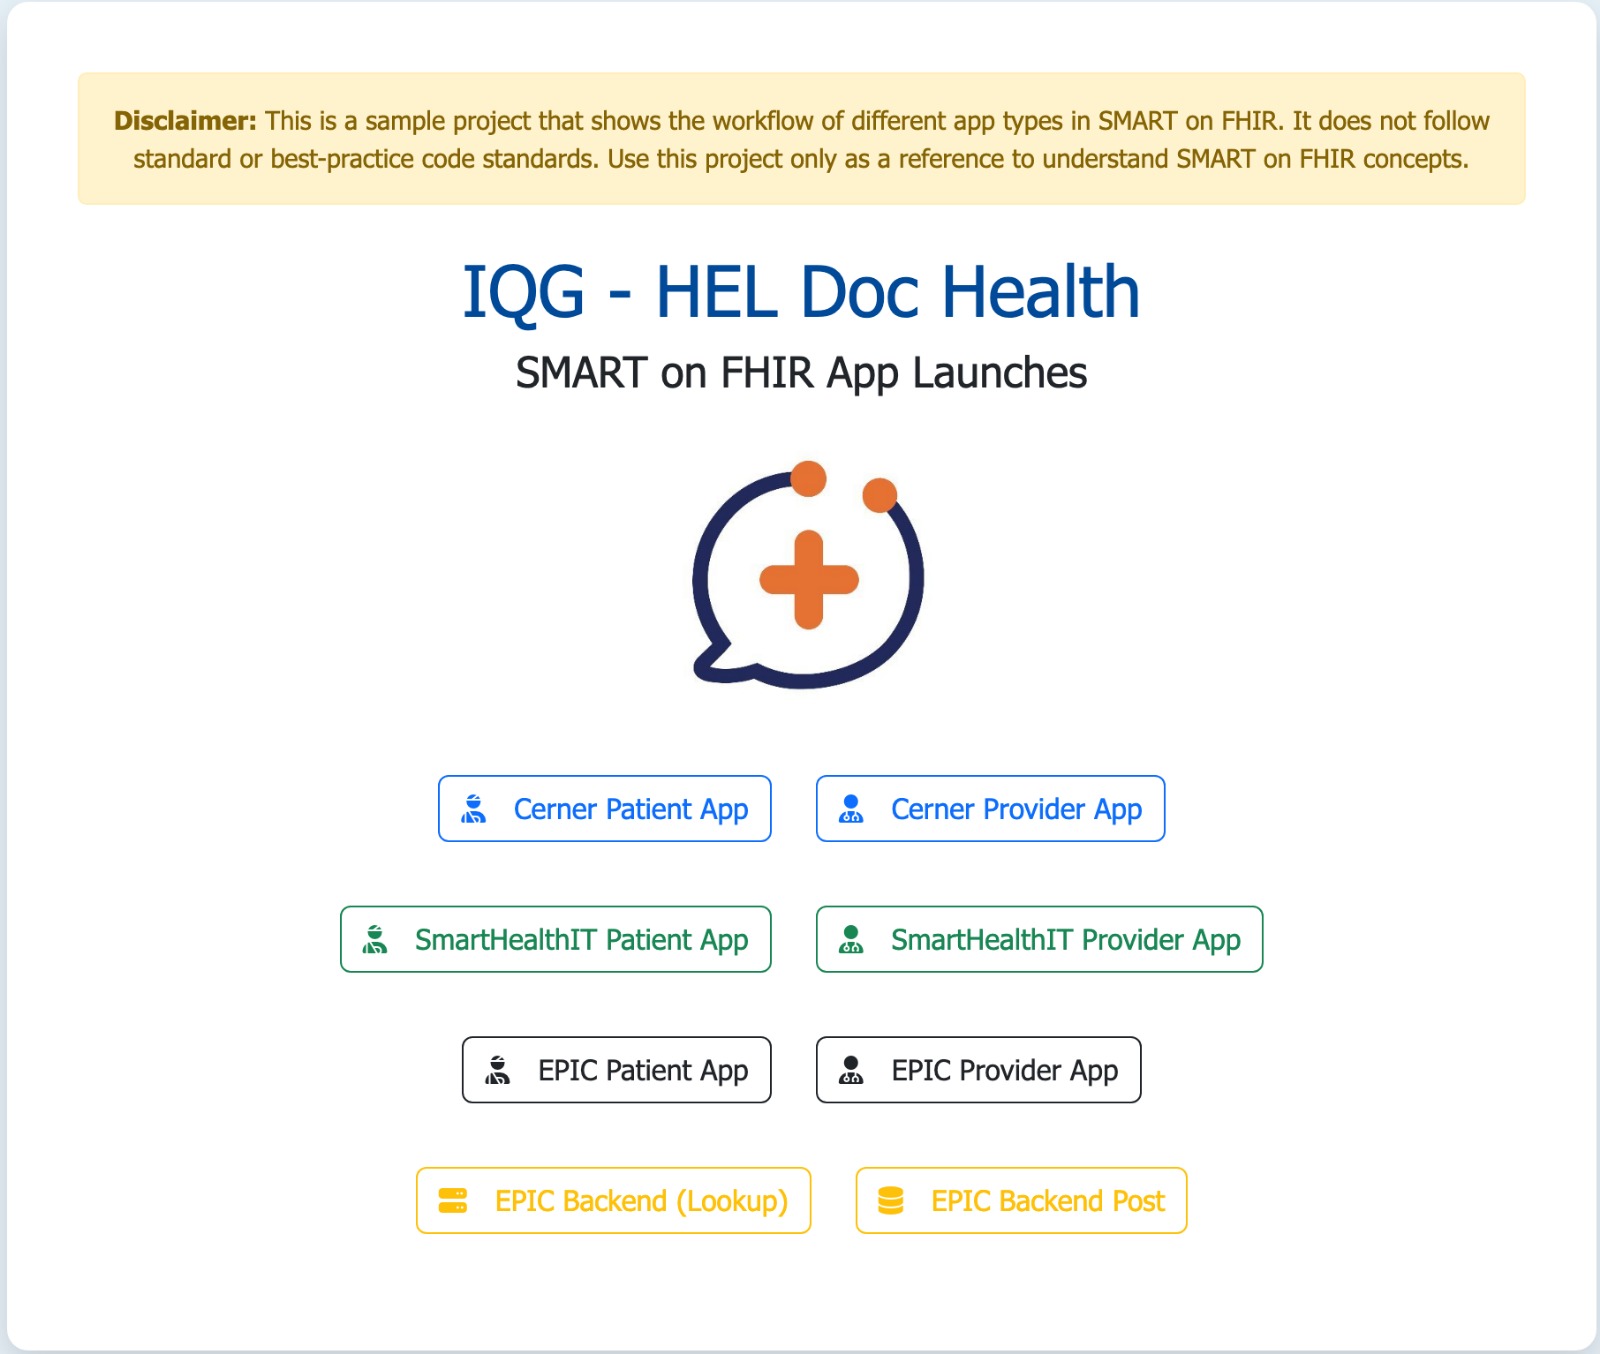 Disclaimer: This is a sample project that shows the workflow of different app types in SMART on FHIR. It does not follow
standard or best-practice code standards. Use this project only as a reference to understand SMART on FHIR concepts.
IQG - HEL Doc Health
SMART on FHIR App Launches
Cerner Patient App
Cerner Provider App
SmartHealthIT Patient App
SmartHealthIT Provider App
EPIC Patient App
EPIC Provider App
EPIC Backend (Lookup)
EPIC Backend Post